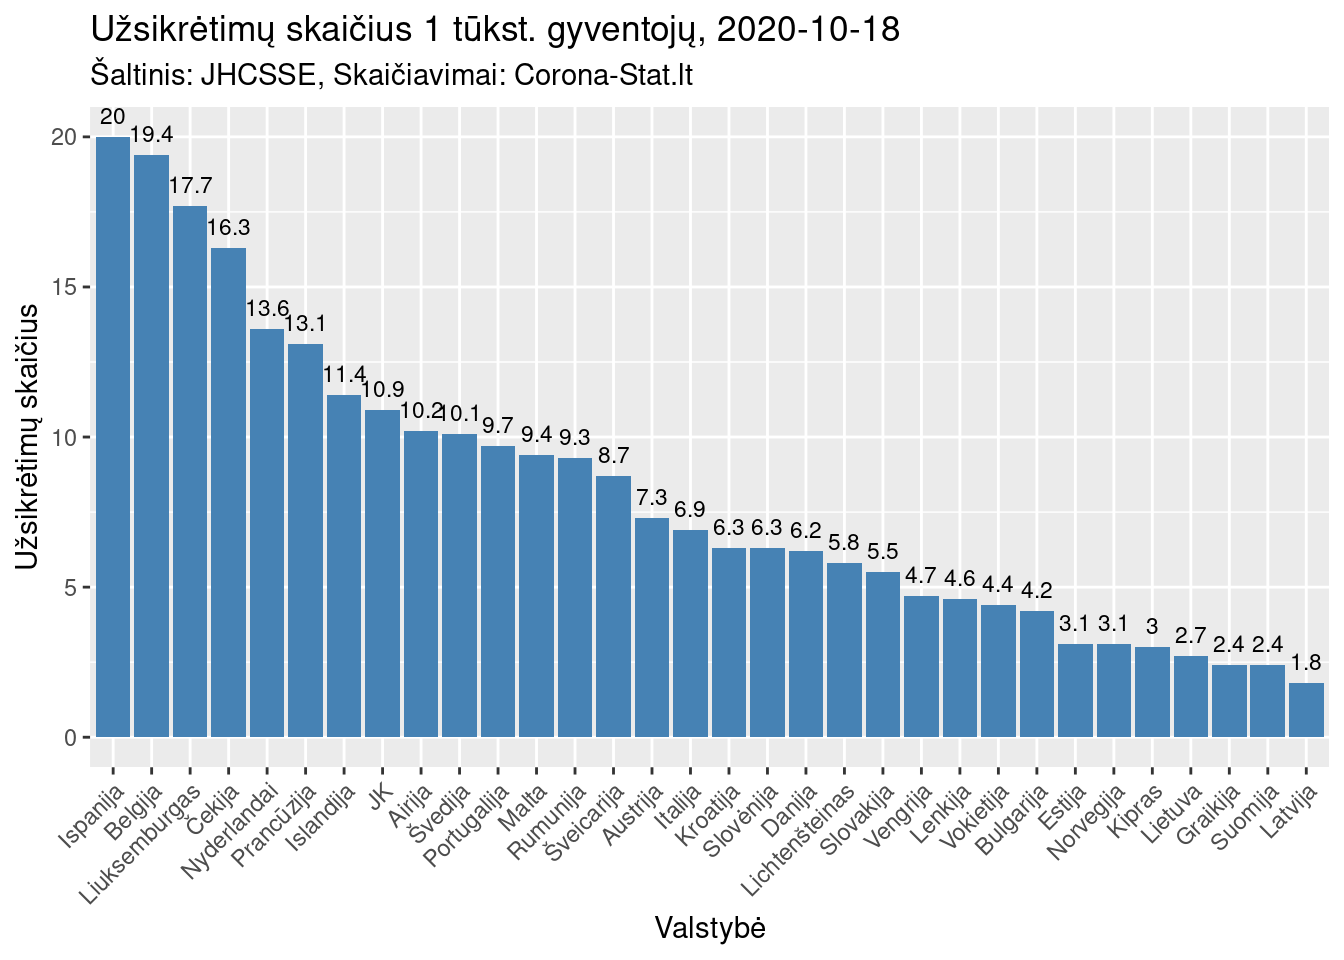 Užsikrėtimų skaičius 1 tūkst. gyventojų, 2020-10-18
Šaltinis: JHCSSE, Skaičiavimai: Corona-Stat.lt
Užsikrėtimų skaičius
20
15
10
5
0
20
19.4
17.7
16.3
13.6
13.1
11.4
10.9
10.2
10.1
9.7
9.4
9.3
8.7
7.3
6.9
6.3
6.3
6.2
5.8
5.5
4.7
4.6
4.4
4.2
3.1
3.1
3
2.7
2.4
2.4
1.8
Ispanija
Belgija
Liuksemburgas
Čekija
Nyderlandai
Prancūzija
Islandija
JK
Airija
Švedija
Portugalija
Malta
Rumunija
Šveicarija
Austrija
Italija
Kroatija
Slovėnija
Danija
Lichtenšteinas
Slovakija
Vengrija
Lenkija
Vokietija
Bulgarija
Estija
Norvegija
Kipras
Lietuva
Graikija
Suomija
Latvija
Valstybė